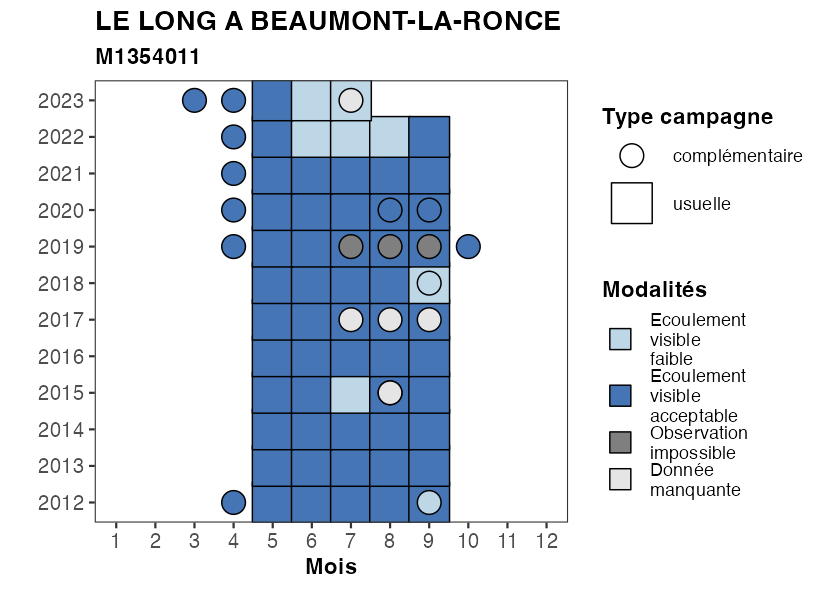 LE LONG A BEAUMONT-LA-RONCE
M1354011
2023
2022
2021
2020
2019
2018
2017
2016
2015
2014
2013
2012
1 2 3 4 5 6 7 8 9 10 11 12
Mois
Type campagne
complémentaire
usuelle
Modalités
Ecoulement
visible
faible
Ecoulement
visible
acceptable
Observation
impossible
Donnée
manquante